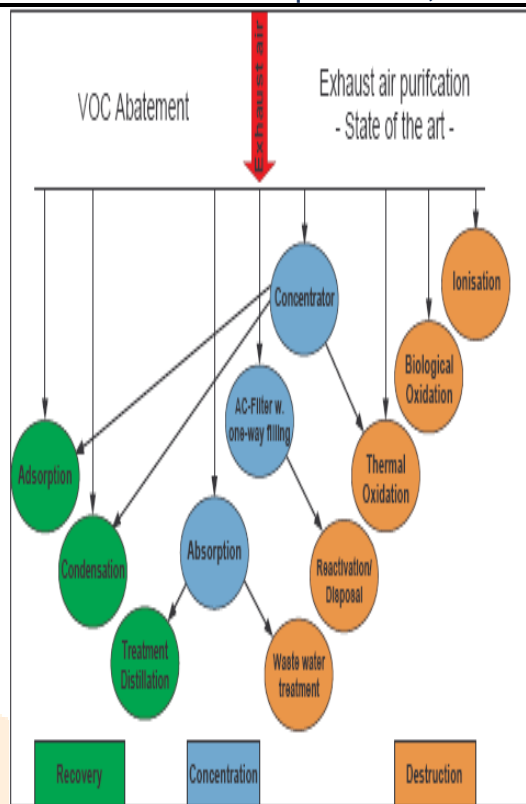 VOC Abatement
Exhaust air
Exhaust air purifcation
- State of the art -
Ionisation
Concentrator
Biological
Oxidation
AC-Filter w.
one-way filling
Adsorption
Thermal
Oxidation
Absorption
Condensation
Reactivation/
Disposal
Treatment
Distillation
Waste water
treatment
Recovery
Concentration
Destruction